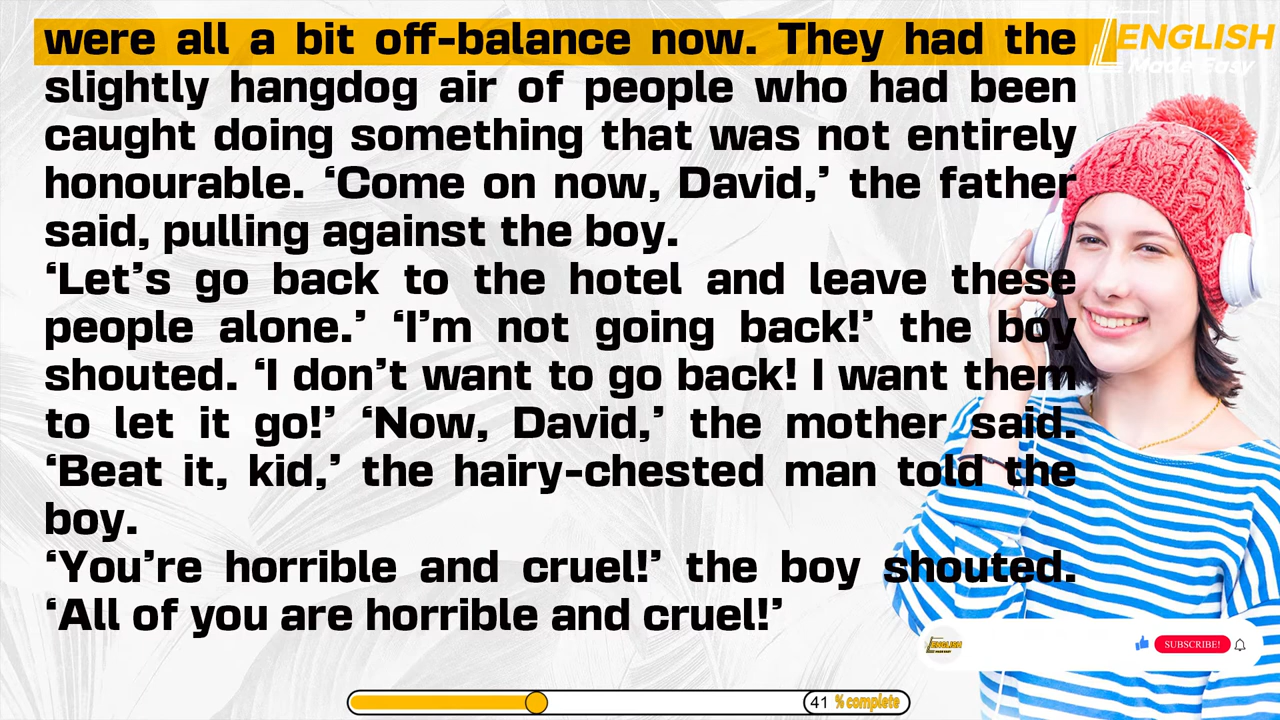 were all a bit off-balance now. They had the
slightly hangdog air of people who had been
caught doing something that was not entirely
honourable. ‘Come on now, David,’ the father
said, pulling against the boy.
‘Let’s go back to the hotel and leave these
people alone.’ ‘I’m not going back!’ the boy
shouted. ‘I don’t want to go back! I want them
to let it go!’ ‘Now, David,’ the mother said.
‘Beat it, kid,’ the hairy-chested man told the
boy.
‘You’re horrible and cruel!’ the boy shouted.
‘All of you are horrible and cruel!’
ENGLISH
Made Easy
ENGLISH
MADE EASY
SUBSCRIBE!
41 % complete